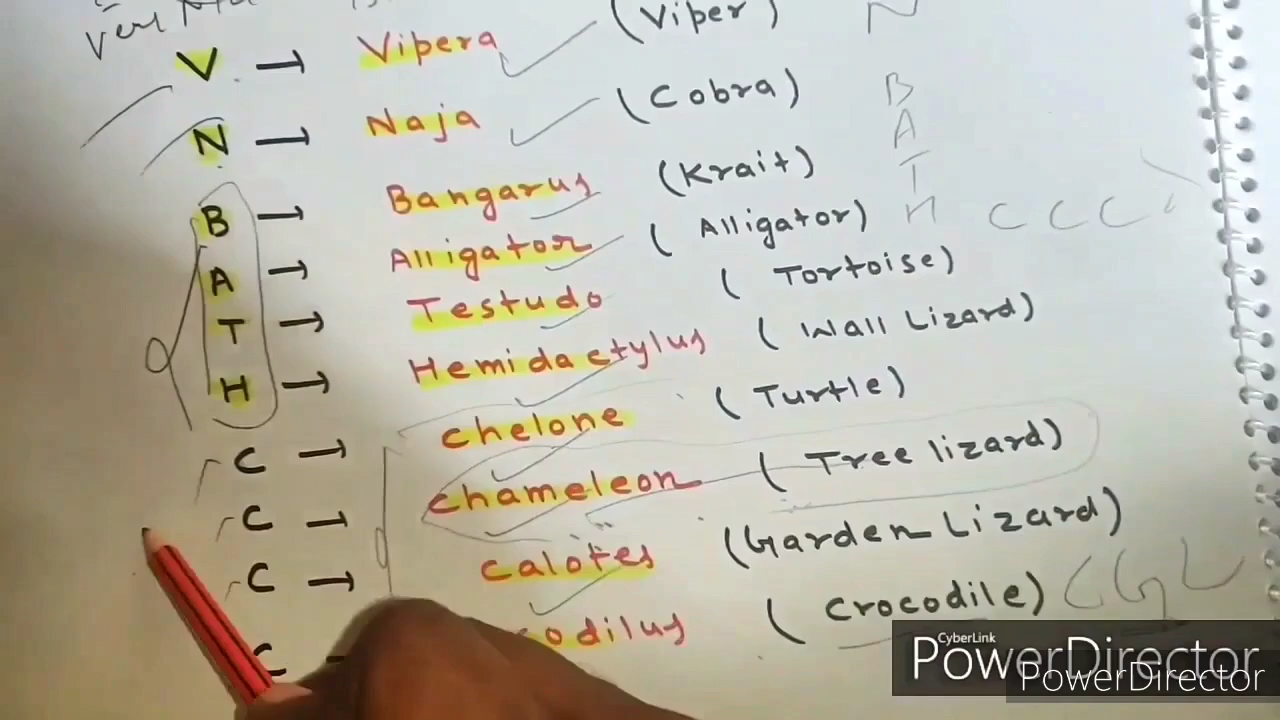 V → Vipera (Viper) N
N → Naja (Cobra) B
A
B → Bangarus (Krait) T
A → Alligator (Alligator) H C C C C
T → Testudo (Tortoise)
H → Hemidactylus (Wall Lizard)
C → Chelone (Turtle)
C → Chameleon (Tree lizard)
C → Calotes (Garden Lizard)
C odilus (Crocodile) CGL
CyberLink
PowerDirector
PowerDirector